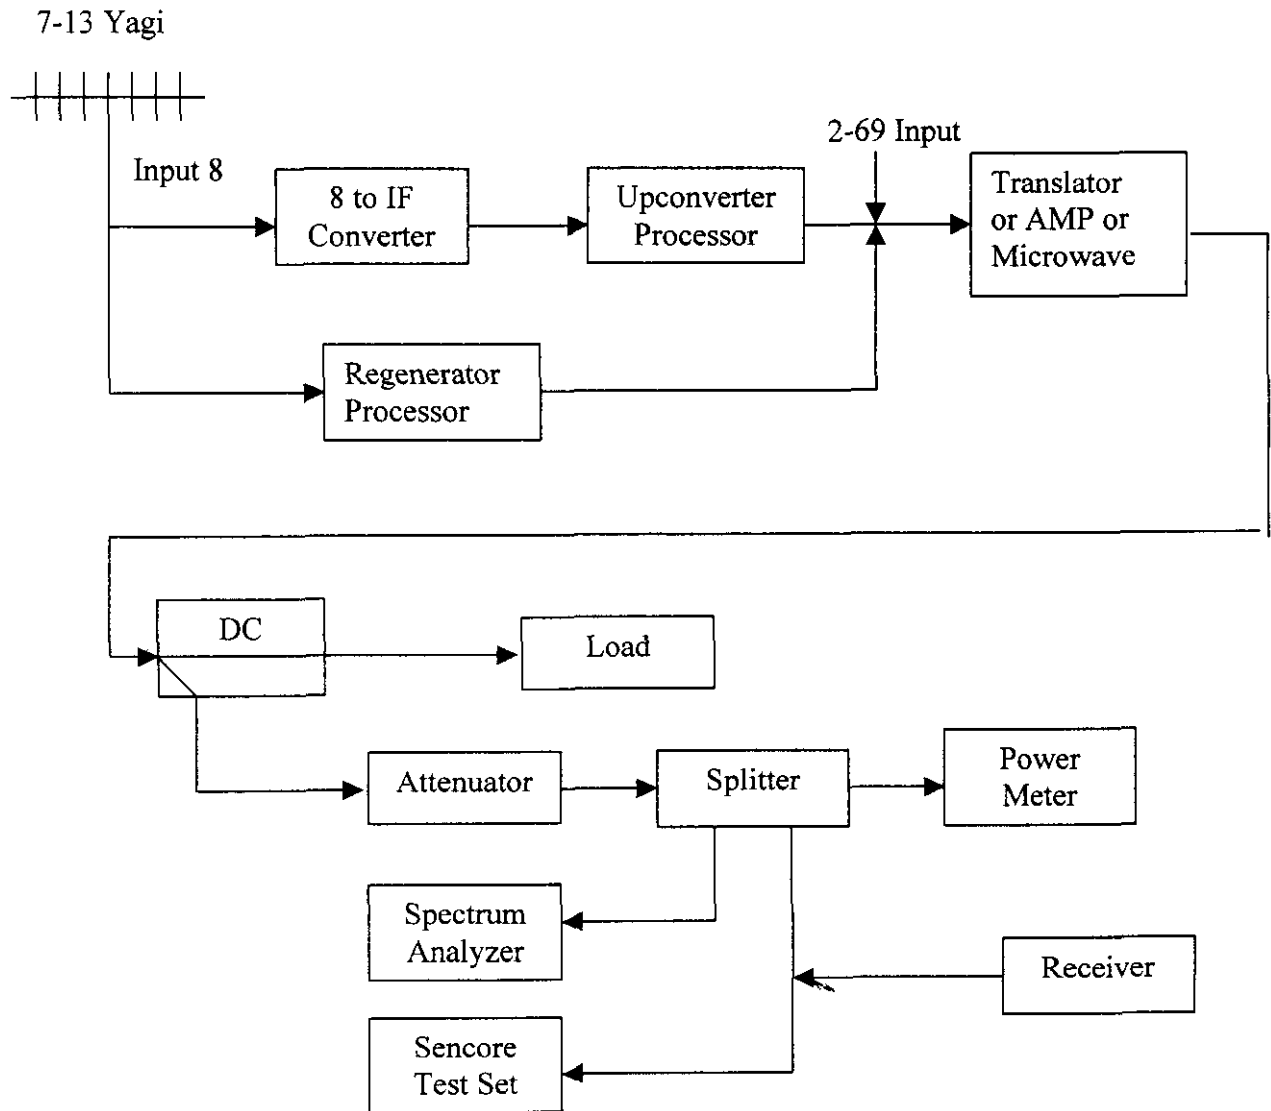 7-13 Yagi
2-69 Input
Input 8
8 to IF
Converter
Upconverter
Processor
Translator
or AMP or
Microwave
Regenerator
Processor
DC
Load
Attenuator
Splitter
Power
Meter
Spectrum
Analyzer
Receiver
Sencore
Test Set